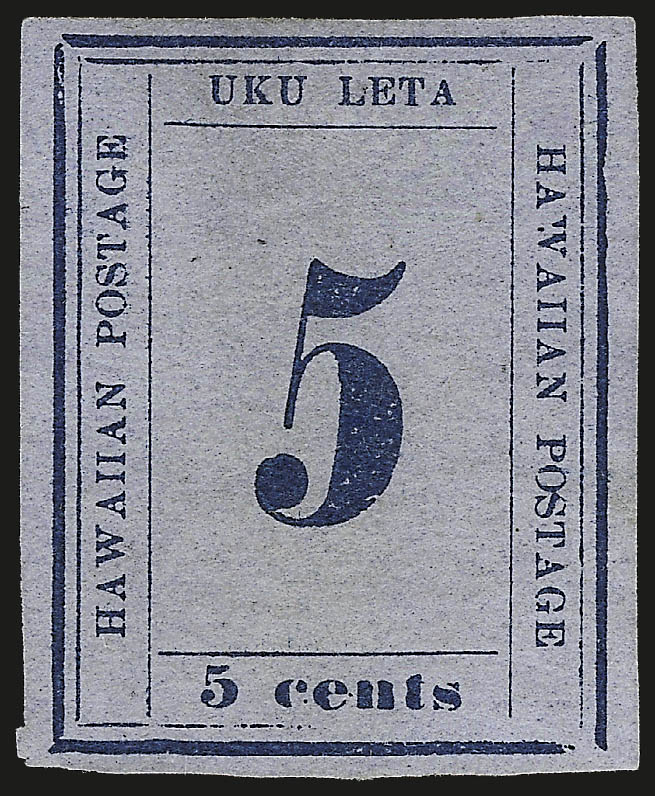 UKU LETA
HAWAIIAN POSTAGE
5
HAWAIIAN POSTAGE
5 cents